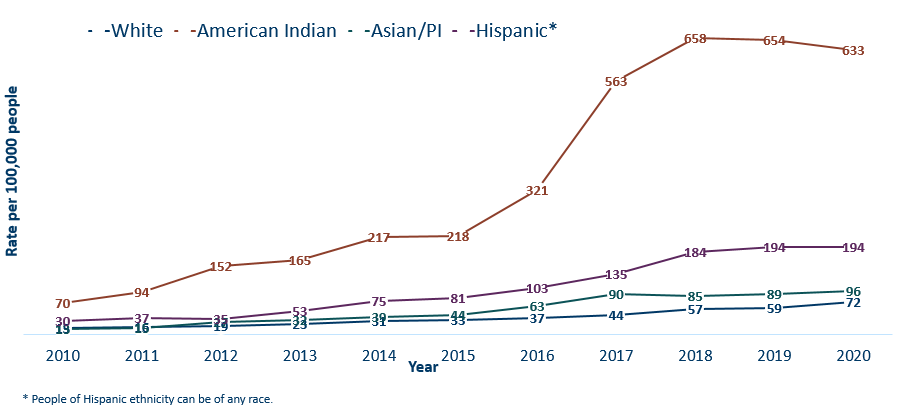 White American Indian Asian/PI Hispanic*
Rate per 100,000 people
658 654 633
563
321
217 218
152 165
70 94
184 194 194
135
103
75 81
53
30 37 35
90 85 89 96
63
39 44
57 59 72
31 33 37 44
19 23
2010 2011 2012 2013 2014 2015 2016 2017 2018 2019 2020
Year
* People of Hispanic ethnicity can be of any race.